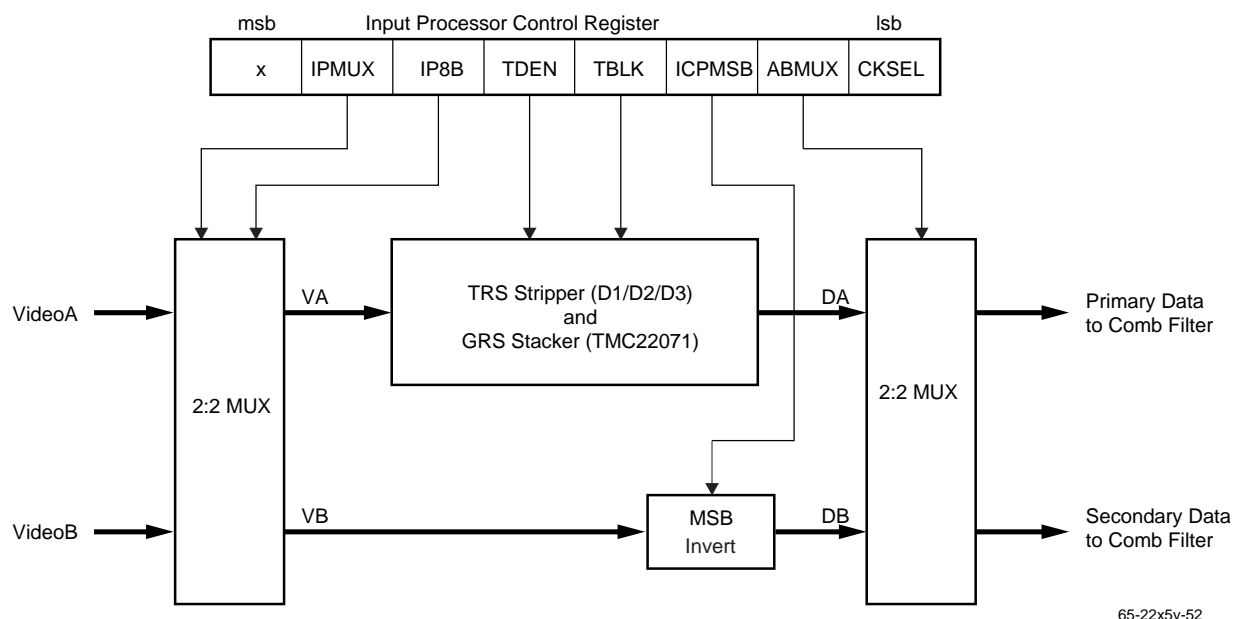 msb Input Processor Control Register lsb
x IPMUX IP8B TDEN TBLK ICPMSB ABMUX CKSEL
VideoA
VA
TRS Stripper (D1/D2/D3)
and
GRS Stacker (TMC22071)
DA
Primary Data
to Comb Filter
2:2 MUX
2:2 MUX
VideoB
VB
MSB
Invert
DB
Secondary Data
to Comb Filter
65-22x5y-52